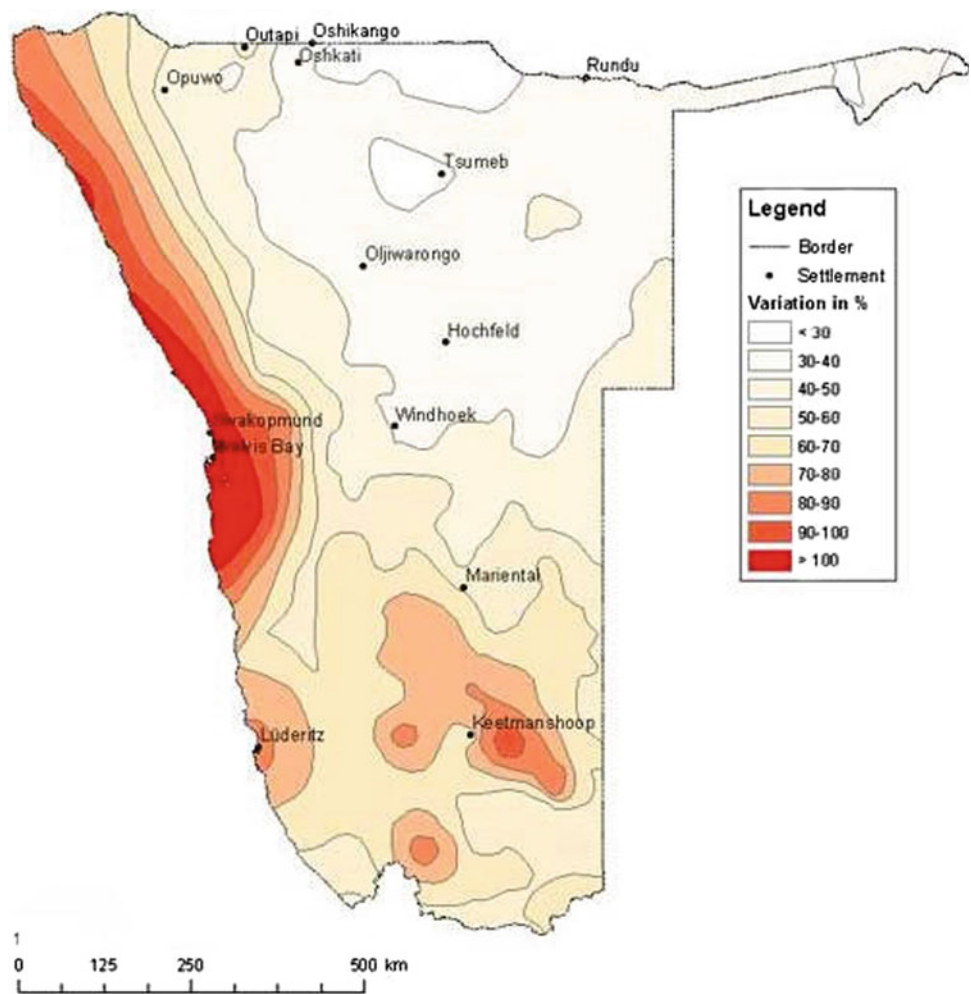 Outapi
Oshikango
Oshkati
Opuwo
Rundu
Tsumeb
Oljiwarongo
Hochfeld
Windhoek
Mariental
Keetmanshoop
Lüderitz
Legend
Border
Settlement
Variation in %
< 30
30-40
40-50
50-60
60-70
70-80
80-90
90-100
> 100
1
0 125 250 500 km